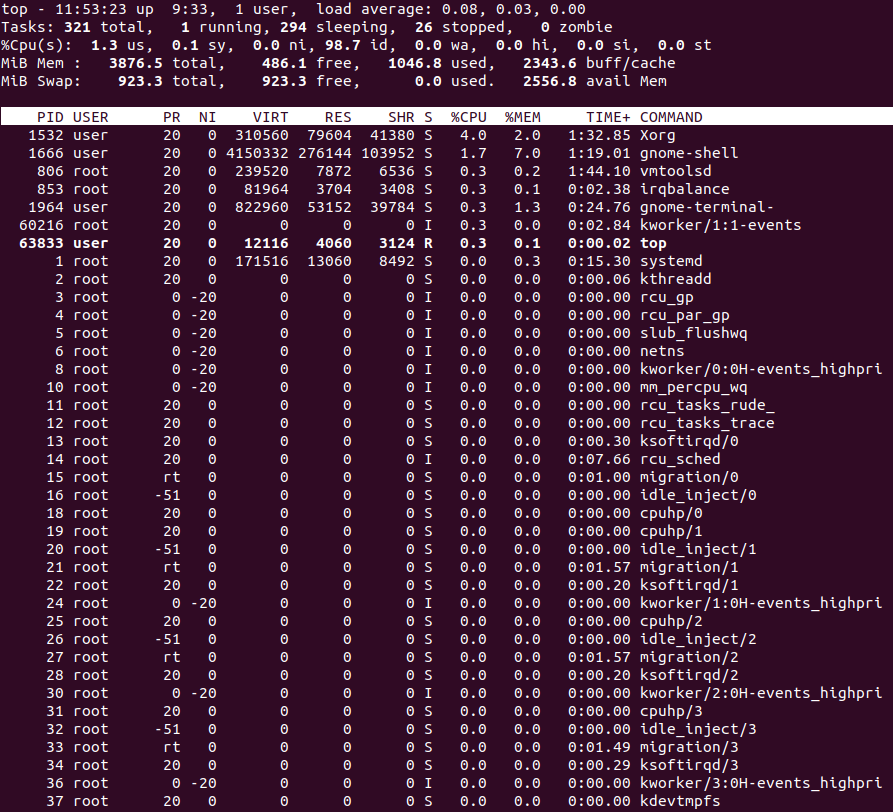 top - 11:53:23 up  9:33,  1 user,  load average: 0.08, 0.03, 0.00
Tasks: 321 total,   1 running, 294 sleeping,  26 stopped,   0 zombie
%Cpu(s):  1.3 us,  0.1 sy,  0.0 ni, 98.7 id,  0.0 wa,  0.0 hi,  0.0 si,  0.0 st
MiB Mem :   3876.5 total,    486.1 free,   1046.8 used,   2343.6 buff/cache
MiB Swap:    923.3 total,    923.3 free,      0.0 used.   2556.8 avail Mem
PID USER      PR  NI    VIRT    RES    SHR S  %CPU  %MEM     TIME+ COMMAND
1532 user      20   0  310560  79604  41380 S   4.0   2.0   1:32.85 Xorg
1666 user      20   0 4150332 276144 103952 S   1.7   7.0   1:19.01 gnome-shell
806 root      20   0  239520   7872   6536 S   0.3   0.2   1:44.10 vmtoolsd
853 root      20   0   81964   3704   3408 S   0.3   0.1   0:02.38 irqbalance
1964 user      20   0  822960  53152  39784 S   0.3   1.3   0:24.76 gnome-terminal-
60216 root      20   0       0      0      0 I   0.3   0.0   0:02.84 kworker/1:1-events
63833 user      20   0   12116   4060   3124 R   0.3   0.1   0:00.02 top
1 root      20   0  171516  13060   8492 S   0.0   0.3   0:15.30 systemd
2 root      20   0       0      0      0 S   0.0   0.0   0:00.06 kthreadd
3 root       0 -20       0      0      0 I   0.0   0.0   0:00.00 rcu_gp
4 root       0 -20       0      0      0 I   0.0   0.0   0:00.00 rcu_par_gp
5 root       0 -20       0      0      0 I   0.0   0.0   0:00.00 slub_flushwq
6 root       0 -20       0      0      0 I   0.0   0.0   0:00.00 netns
8 root       0 -20       0      0      0 I   0.0   0.0   0:00.00 kworker/0:0H-events_highpri
10 root       0 -20       0      0      0 I   0.0   0.0   0:00.00 mm_percpu_wq
11 root      20   0       0      0      0 S   0.0   0.0   0:00.00 rcu_tasks_rude_
12 root      20   0       0      0      0 S   0.0   0.0   0:00.00 rcu_tasks_trace
13 root      20   0       0      0      0 S   0.0   0.0   0:00.30 ksoftirqd/0
14 root      20   0       0      0      0 I   0.0   0.0   0:07.66 rcu_sched
15 root      rt   0       0      0      0 S   0.0   0.0   0:01.00 migration/0
16 root     -51   0       0      0      0 S   0.0   0.0   0:00.00 idle_inject/0
18 root      20   0       0      0      0 S   0.0   0.0   0:00.00 cpuhp/0
19 root      20   0       0      0      0 S   0.0   0.0   0:00.00 cpuhp/1
20 root     -51   0       0      0      0 S   0.0   0.0   0:00.00 idle_inject/1
21 root      rt   0       0      0      0 S   0.0   0.0   0:01.57 migration/1
22 root      20   0       0      0      0 S   0.0   0.0   0:00.20 ksoftirqd/1
24 root       0 -20       0      0      0 I   0.0   0.0   0:00.00 kworker/1:0H-events_highpri
25 root      20   0       0      0      0 S   0.0   0.0   0:00.00 cpuhp/2
26 root     -51   0       0      0      0 S   0.0   0.0   0:00.00 idle_inject/2
27 root      rt   0       0      0      0 S   0.0   0.0   0:01.57 migration/2
28 root      20   0       0      0      0 S   0.0   0.0   0:00.20 ksoftirqd/2
30 root       0 -20       0      0      0 I   0.0   0.0   0:00.00 kworker/2:0H-events_highpri
31 root      20   0       0      0      0 S   0.0   0.0   0:00.00 cpuhp/3
32 root     -51   0       0      0      0 S   0.0   0.0   0:00.00 idle_inject/3
33 root      rt   0       0      0      0 S   0.0   0.0   0:01.49 migration/3
34 root      20   0       0      0      0 S   0.0   0.0   0:00.29 ksoftirqd/3
36 root       0 -20       0      0      0 I   0.0   0.0   0:00.00 kworker/3:0H-events_highpri
37 root      20   0       0      0      0 S   0.0   0.0   0:00.00 kdevtmpfs